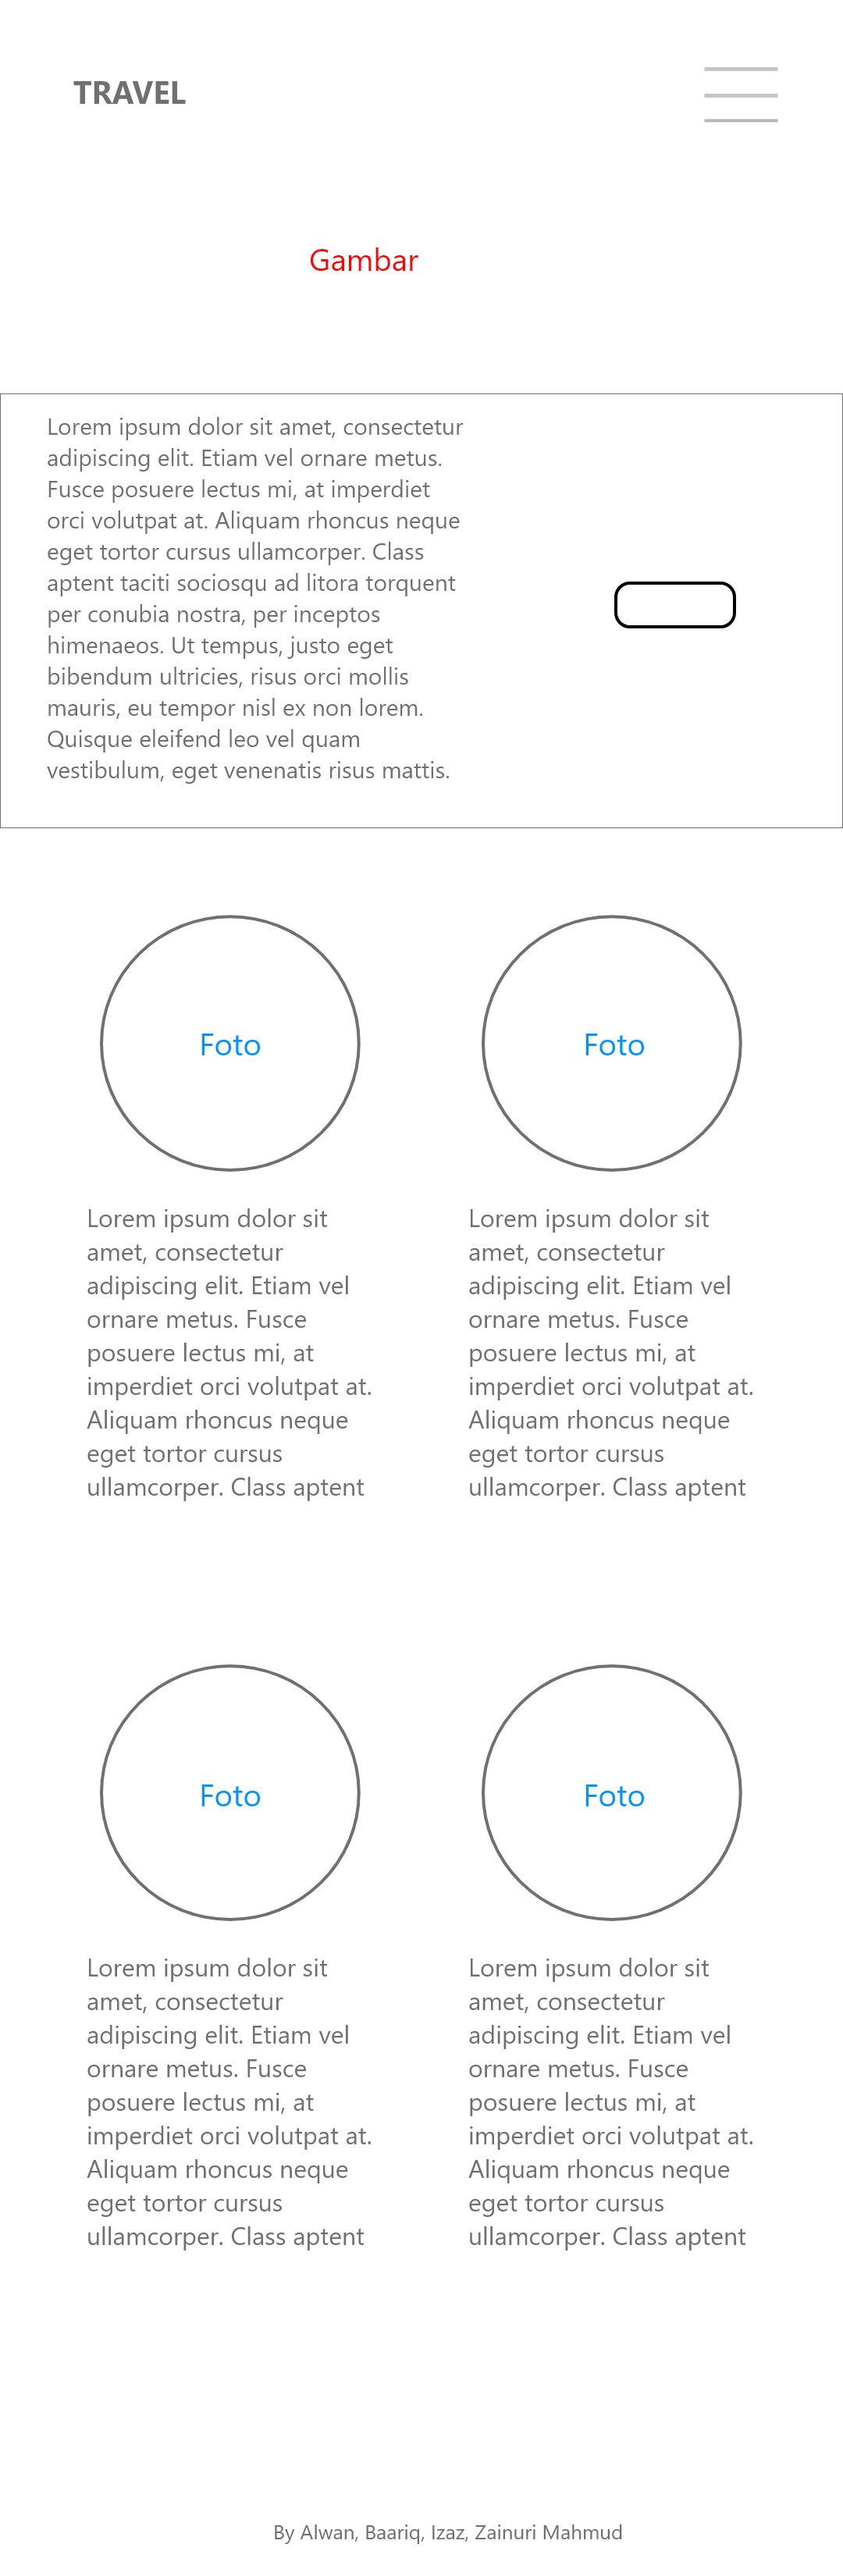 TRAVEL
Gambar
Lorem ipsum dolor sit amet, consectetur
adipiscing elit. Etiam vel ornare metus.
Fusce posuere lectus mi, at imperdiet
orci volutpat at. Aliquam rhoncus neque
eget tortor cursus ullamcorper. Class
aptent taciti sociosqu ad litora torquent
per conubia nostra, per inceptos
himenaeos. Ut tempus, justo eget
bibendum ultricies, risus orci mollis
mauris, eu tempor nisl ex non lorem.
Quisque eleifend leo vel quam
vestibulum, eget venenatis risus mattis.
Foto
Lorem ipsum dolor sit
amet, consectetur
adipiscing elit. Etiam vel
ornare metus. Fusce
posuere lectus mi, at
imperdiet orci volutpat at.
Aliquam rhoncus neque
eget tortor cursus
ullamcorper. Class aptent
Foto
Lorem ipsum dolor sit
amet, consectetur
adipiscing elit. Etiam vel
ornare metus. Fusce
posuere lectus mi, at
imperdiet orci volutpat at.
Aliquam rhoncus neque
eget tortor cursus
ullamcorper. Class aptent
Foto
Lorem ipsum dolor sit
amet, consectetur
adipiscing elit. Etiam vel
ornare metus. Fusce
posuere lectus mi, at
imperdiet orci volutpat at.
Aliquam rhoncus neque
eget tortor cursus
ullamcorper. Class aptent
Foto
Lorem ipsum dolor sit
amet, consectetur
adipiscing elit. Etiam vel
ornare metus. Fusce
posuere lectus mi, at
imperdiet orci volutpat at.
Aliquam rhoncus neque
eget tortor cursus
ullamcorper. Class aptent
By Alwan, Baariq, Izaz, Zainuri Mahmud